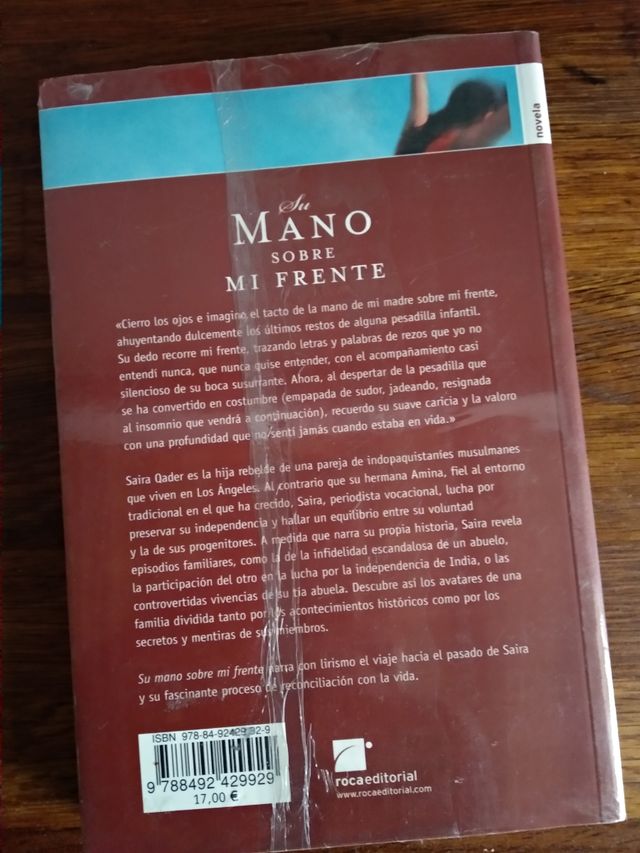 novela
Su
MANO
SOBRE
MI FRENTE
«Cierro los ojos e imagino el tacto de la mano de mi madre sobre mi frente,
ahuyentando dulcemente los últimos restos de alguna pesadilla infantil.
Su dedo recorre mi frente, trazando letras y palabras de rezos que yo no
entendí nunca, que nunca quise entender, con el acompañamiento casi
silencioso de su boca susurrante. Ahora, al despertar de la pesadilla que
se ha convertido en costumbre (empapada de sudor, jadeando, resignada
al insomnio que vendrá a continuación), recuerdo su suave caricia y la valoro
con una profundidad que no sentí jamás cuando estaba en vida.»
Saira Qader es la hija rebelde de una pareja de indopaquistaníes musulmanes
que viven en Los Ángeles. Al contrario que su hermana Amina, fiel al entorno
tradicional en el que ha crecido, Saira, periodista vocacional, lucha por
preservar su independencia y hallar un equilibrio entre su voluntad
y la de sus progenitores. A medida que narra su propia historia, Saira revela
episodios familiares, como la de la infidelidad escandalosa de un abuelo,
la participación del otro en la lucha por la independencia de India, o las
controvertidas vivencias de su tía abuela. Descubre así los avatares de una
familia dividida tanto por los acontecimientos históricos como por los
secretos y mentiras de sus miembros.
Su mano sobre mi frente narra con lirismo el viaje hacia el pasado de Saira
y su fascinante proceso de reconciliación con la vida.
ISBN 978-84-92429-92-9
9 788492 429929
17,00 €
rocaeditorial
www.rocaeditorial.com